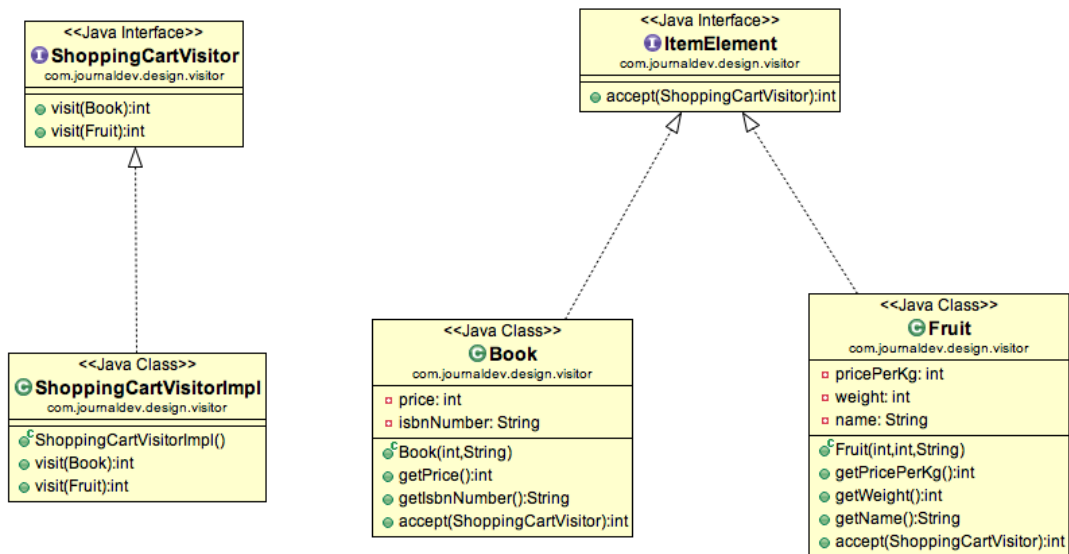 <<Java Interface>>
ShoppingCartVisitor
com.journaldev.design.visitor
visit(Book):int
visit(Fruit):int
<<Java Interface>>
ItemElement
com.journaldev.design.visitor
accept(ShoppingCartVisitor):int
<<Java Class>>
ShoppingCartVisitorImpl
com.journaldev.design.visitor
ShoppingCartVisitorImpl()
visit(Book):int
visit(Fruit):int
<<Java Class>>
Book
com.journaldev.design.visitor
price: int
isbnNumber: String
Book(int,String)
getPrice():int
getIsbnNumber():String
accept(ShoppingCartVisitor):int
<<Java Class>>
Fruit
com.journaldev.design.visitor
pricePerKg: int
weight: int
name: String
Fruit(int,int,String)
getPricePerKg():int
getWeight():int
getName():String
accept(ShoppingCartVisitor):int